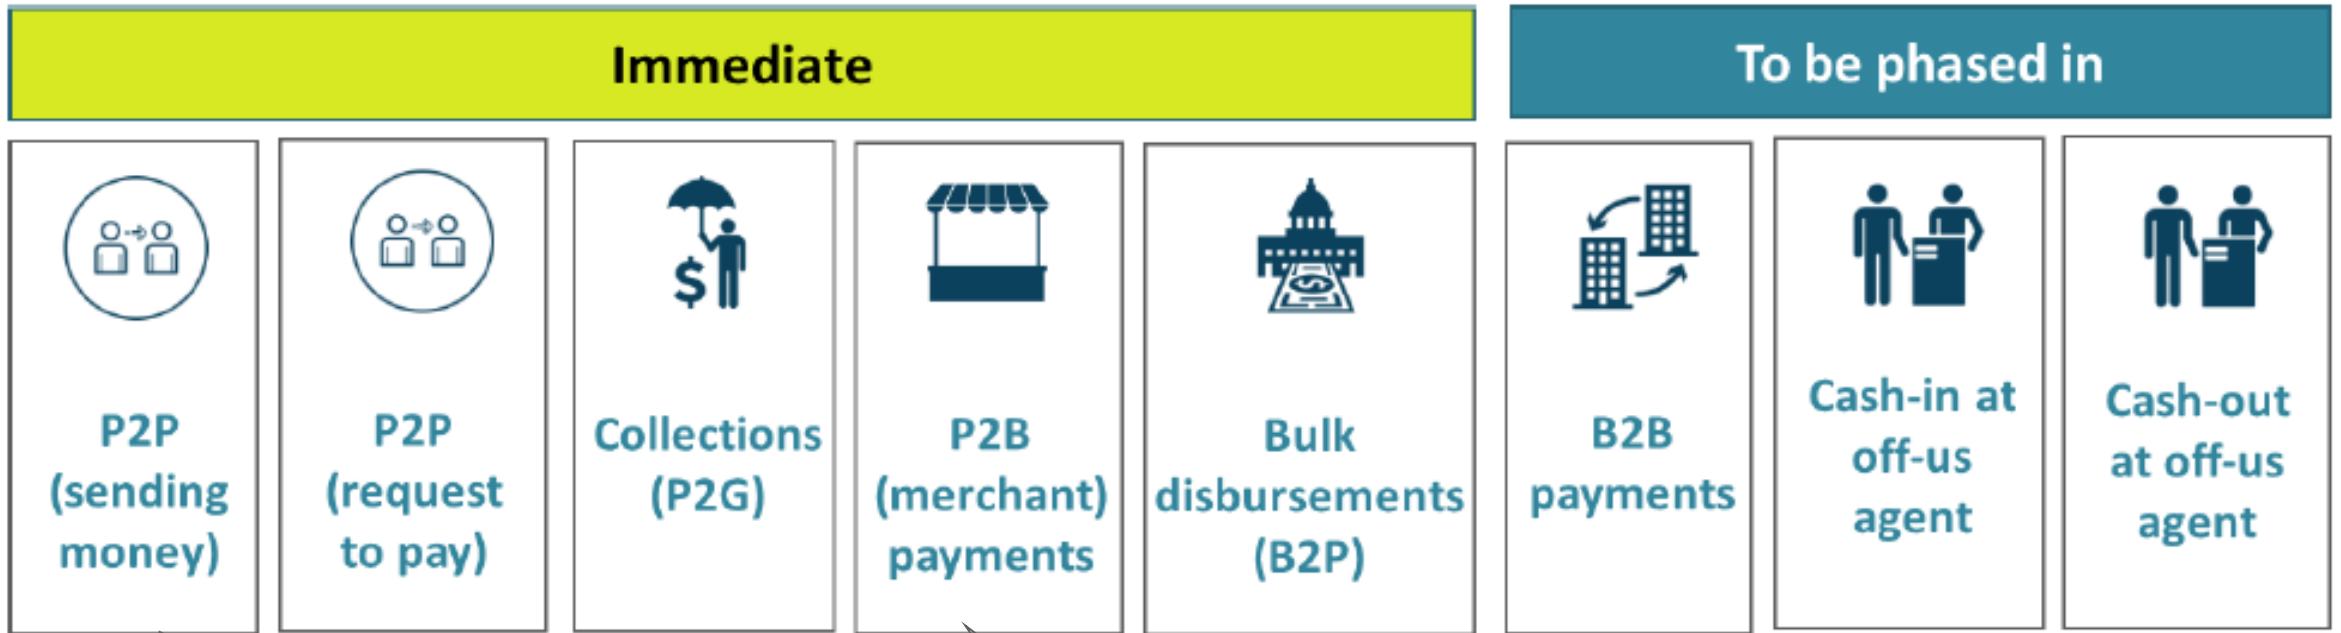 Immediate
To be phased in
P2P
(sending
money)
P2P
(request
to pay)
Collections
(P2G)
P2B
(merchant)
payments
Bulk
disbursements
(B2P)
B2B
payments
Cash-in at
off-us
agent
Cash-out
at off-us
agent